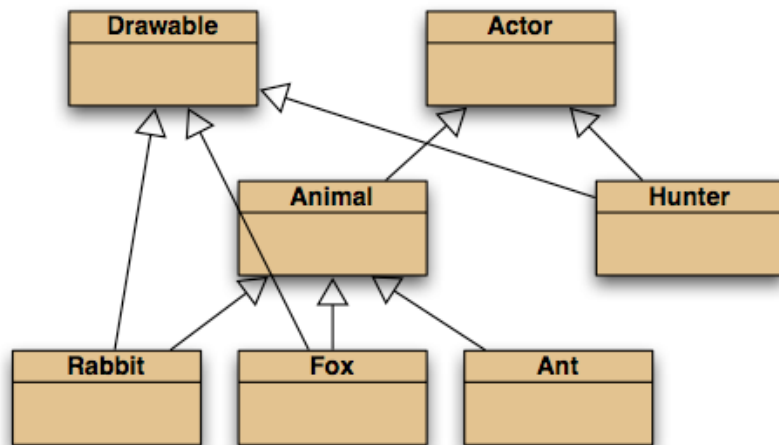 Drawable
Actor
Animal
Hunter
Rabbit
Fox
Ant